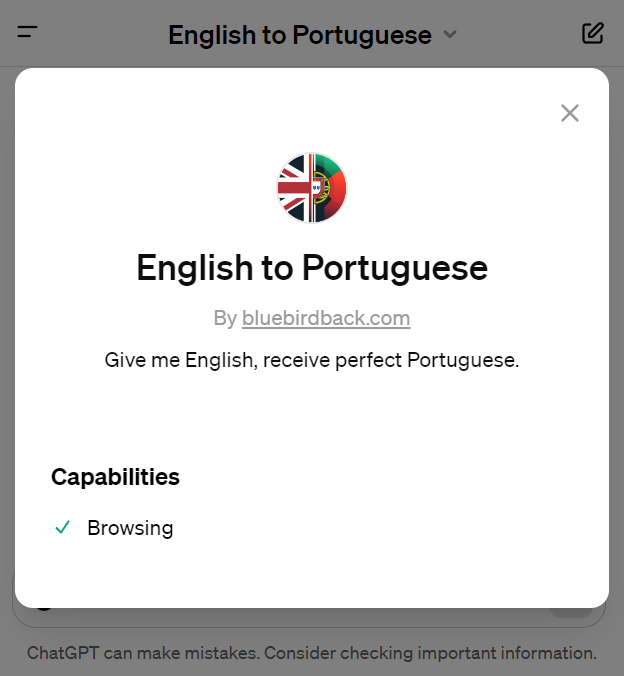 English to Portuguese
English to Portuguese
By bluebirdback.com
Give me English, receive perfect Portuguese.
Capabilities
Browsing
ChatGPT can make mistakes. Consider checking important information.